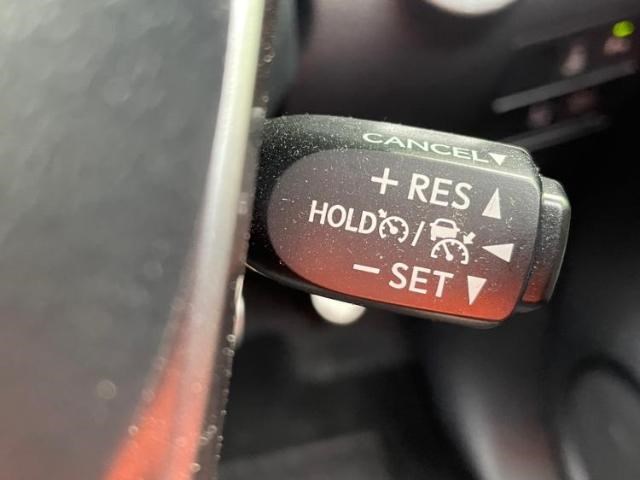 CANCEL▼
+ RES ▲
HOLD / ◀
− SET ▼